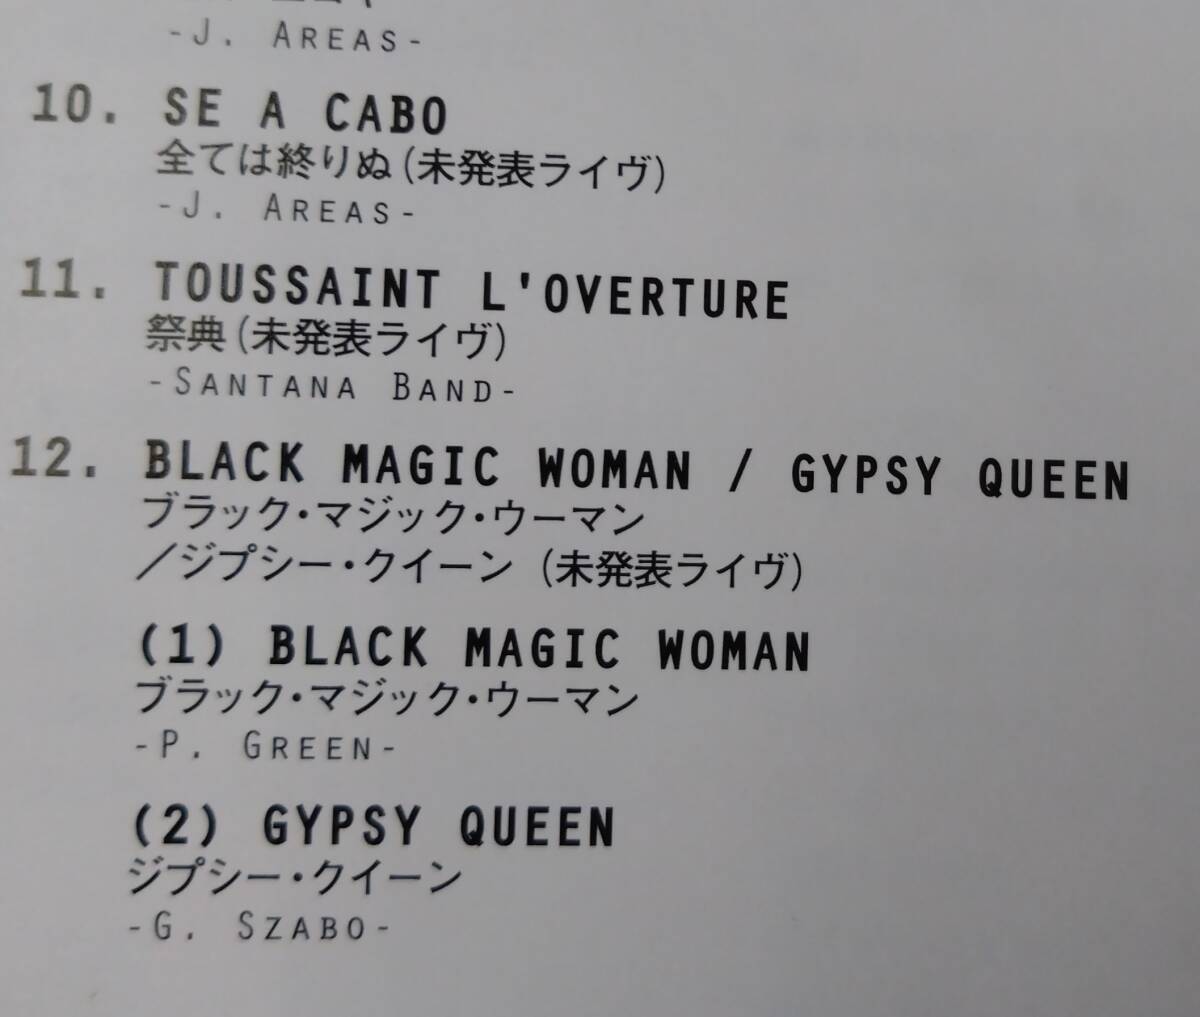 -J. AREAS-
10. SE A CABO
全ては終りぬ(未発表ライヴ)
-J. AREAS-
11. TOUSSAINT L'OVERTURE
祭典(未発表ライヴ)
-SANTANA BAND-
12. BLACK MAGIC WOMAN / GYPSY QUEEN
ブラック・マジック・ウーマン
／ジプシー・クイーン (未発表ライヴ)
(1) BLACK MAGIC WOMAN
ブラック・マジック・ウーマン
-P. GREEN-
(2) GYPSY QUEEN
ジプシー・クイーン
-G. SZABO-